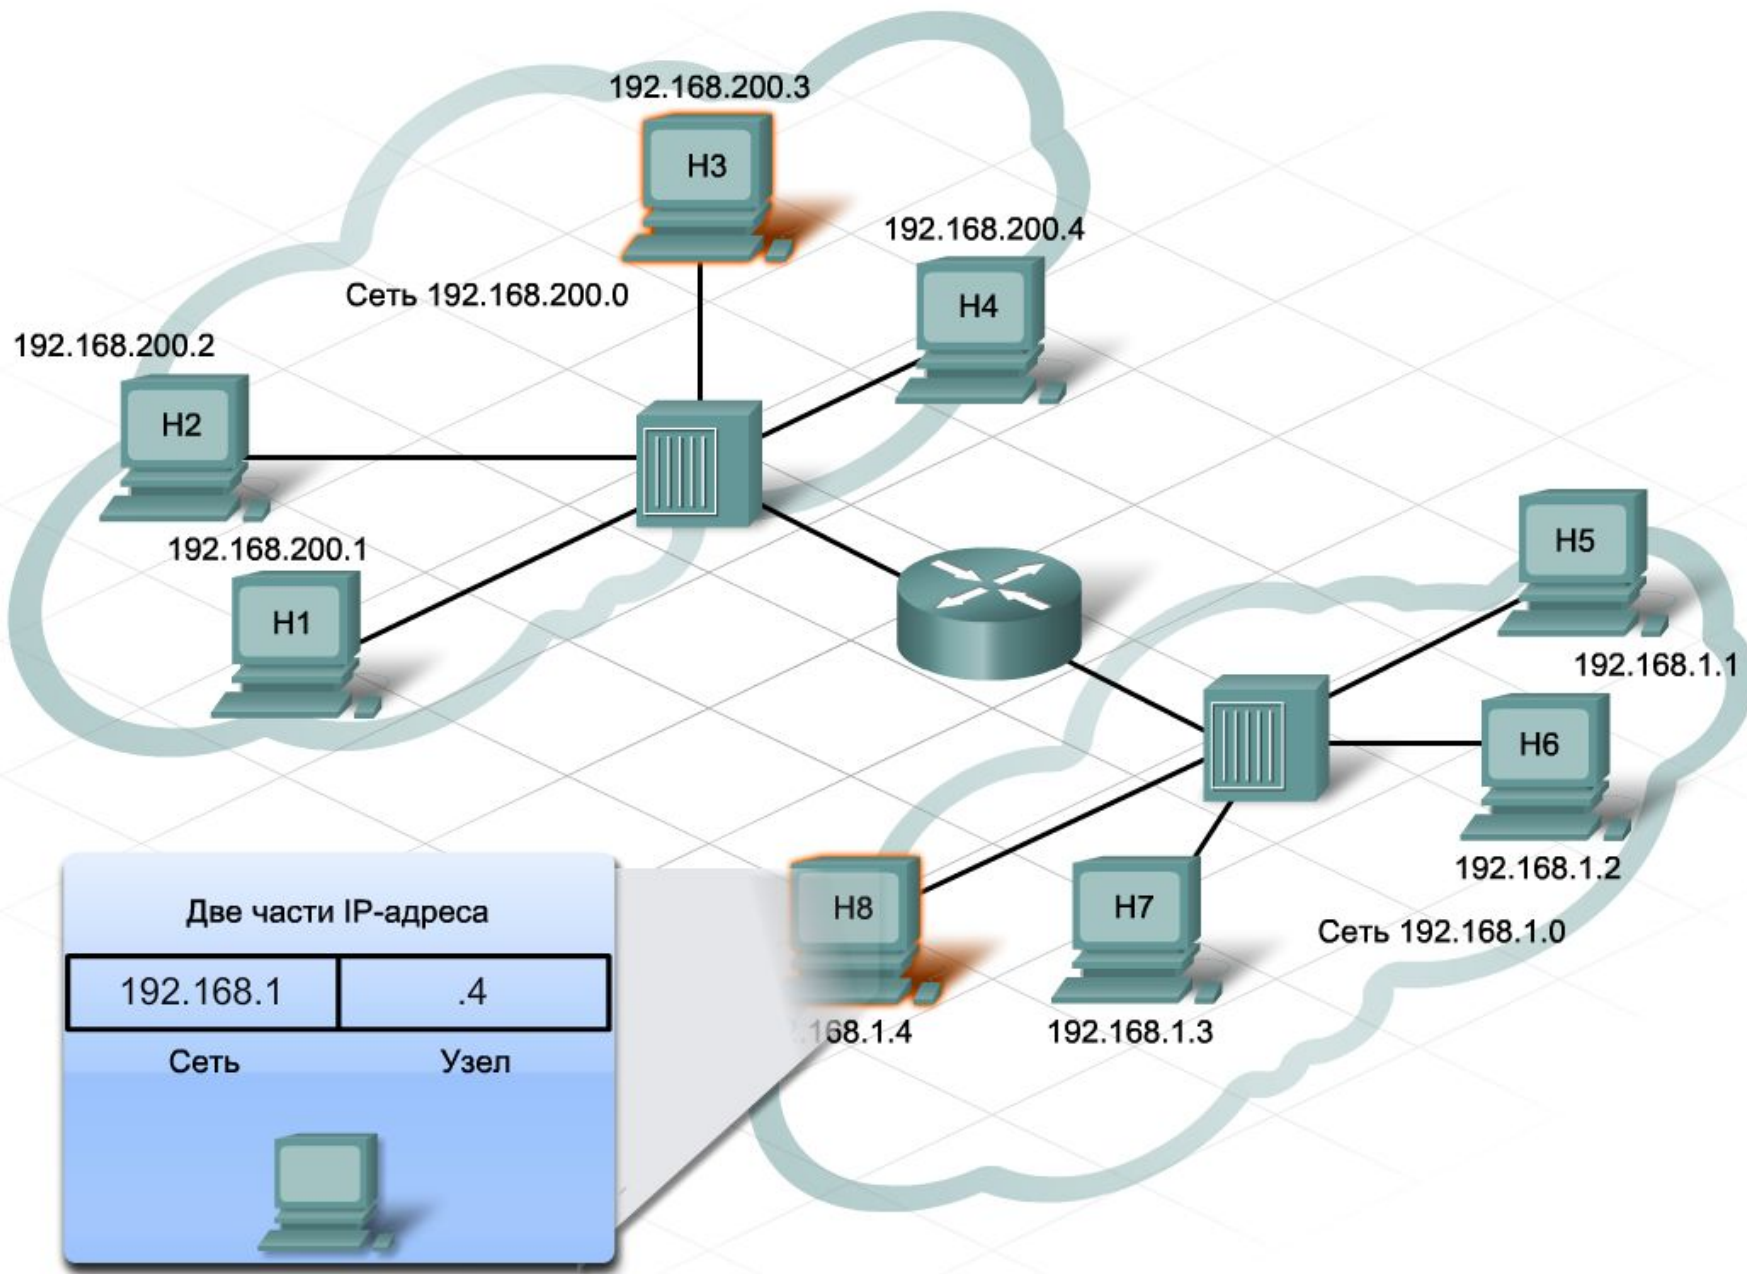 192.168.200.3
H3
192.168.200.4
Сеть 192.168.200.0
H4
192.168.200.2
H2
192.168.200.1
H1
H5
192.168.1.1
H6
192.168.1.2
H8
H7
Сеть 192.168.1.0
.168.1.4
192.168.1.3
Две части IP-адреса
192.168.1 .4
Сеть Узел